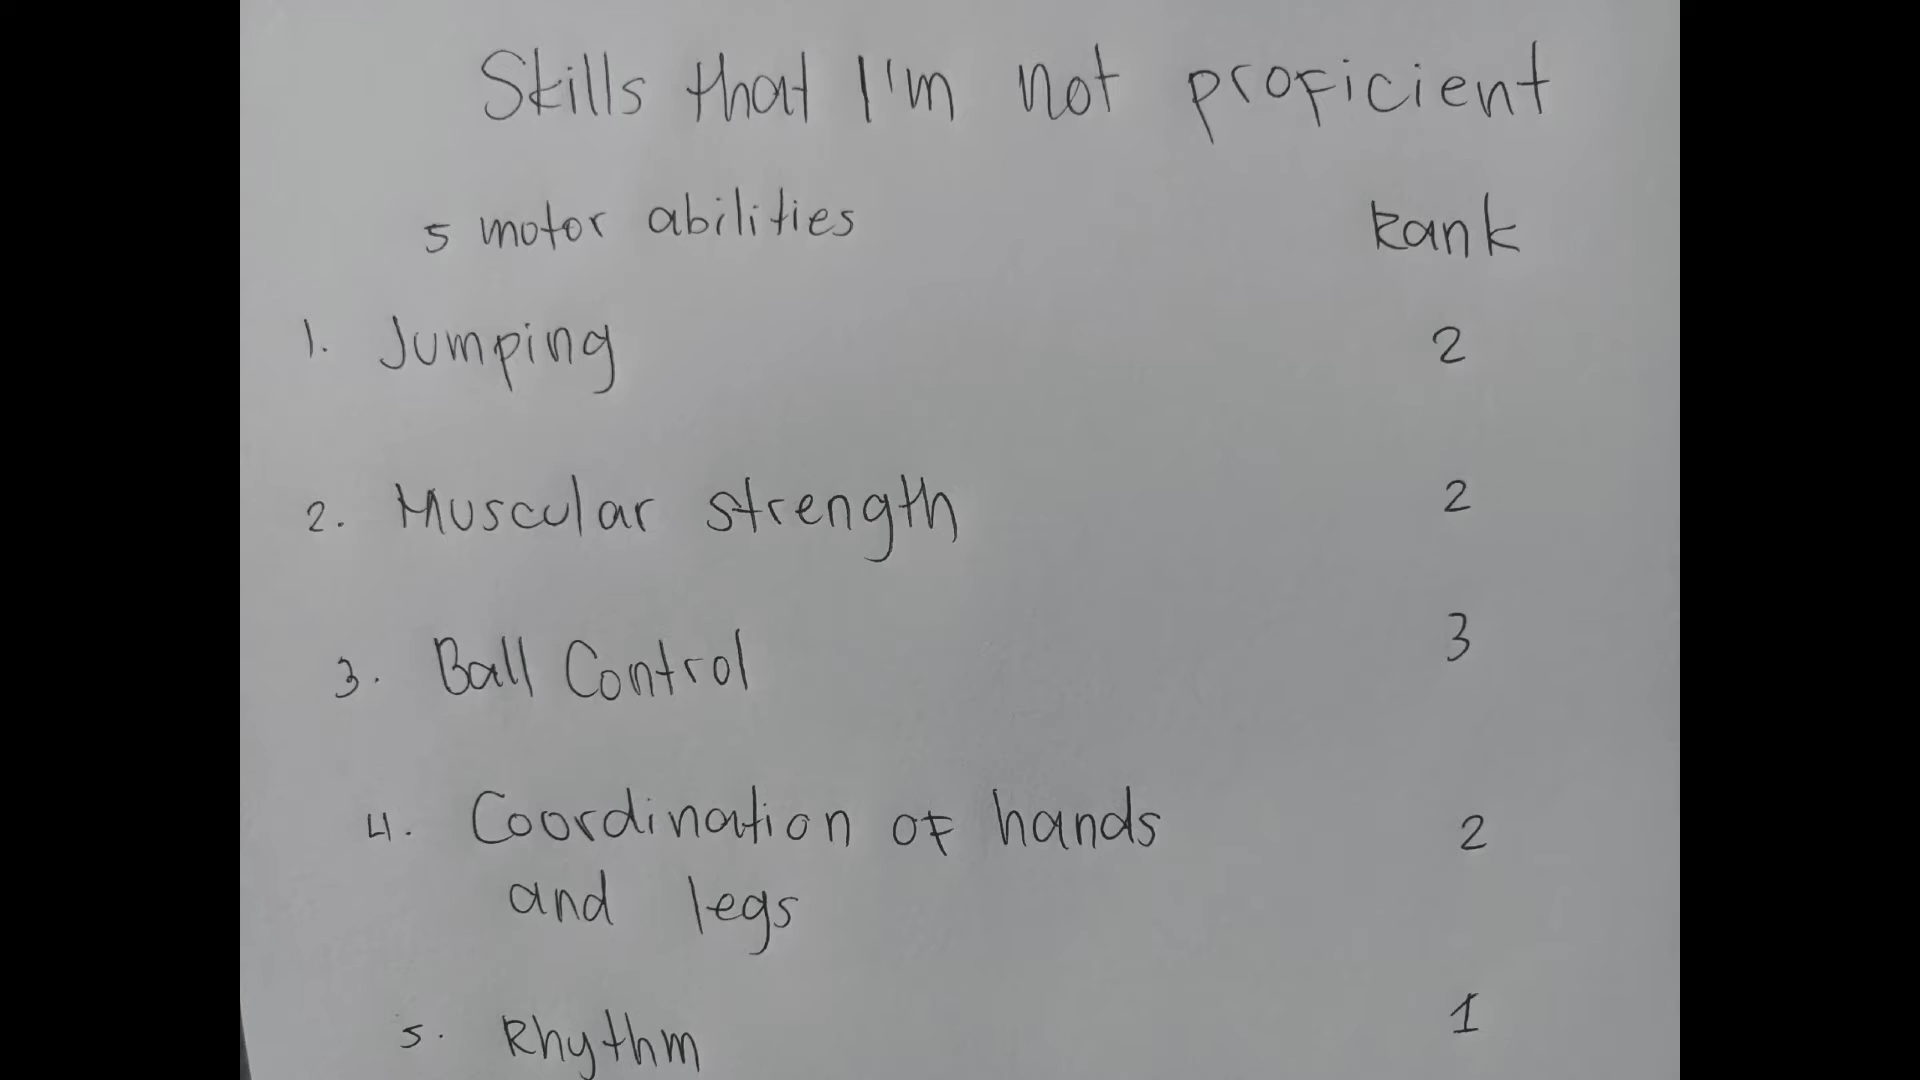 Skills that I'm not proficient
5 motor abilities Rank
1. Jumping 2
2. Muscular strength 2
3. Ball Control 3
4. Coordination of hands 2
and legs
5. Rhythm 1